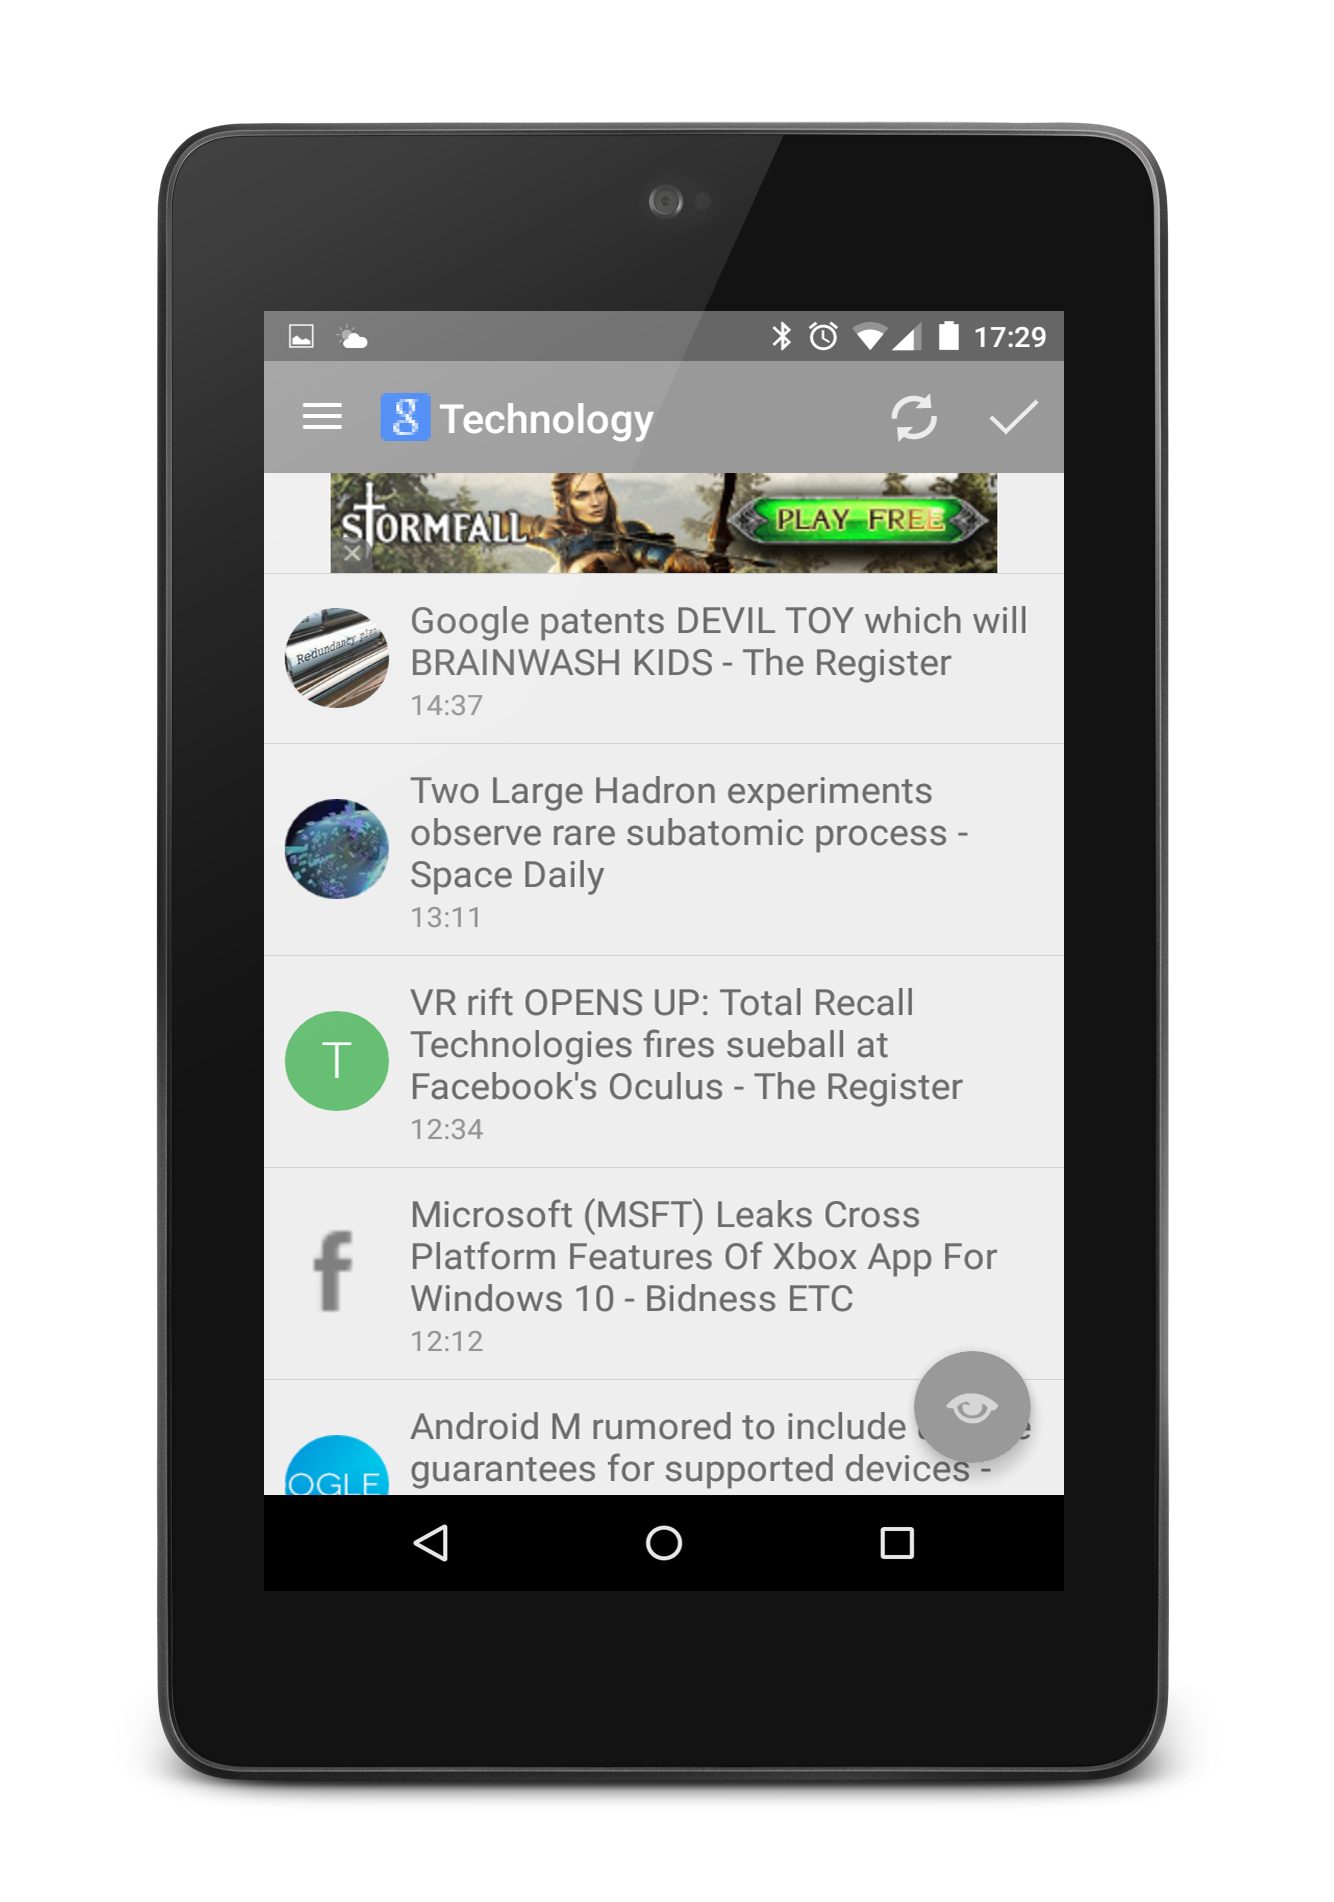 17:29
g Technology
STORMFALL
PLAY FREE
Google patents DEVIL TOY which will
BRAINWASH KIDS - The Register
14:37
Redundancy plan
Two Large Hadron experiments
observe rare subatomic process -
Space Daily
13:11
T
VR rift OPENS UP: Total Recall
Technologies fires sueball at
Facebook's Oculus - The Register
12:34
f
Microsoft (MSFT) Leaks Cross
Platform Features Of Xbox App For
Windows 10 - Bidness ETC
12:12
Android M rumored to include
guarantees for supported devices -
OGLE